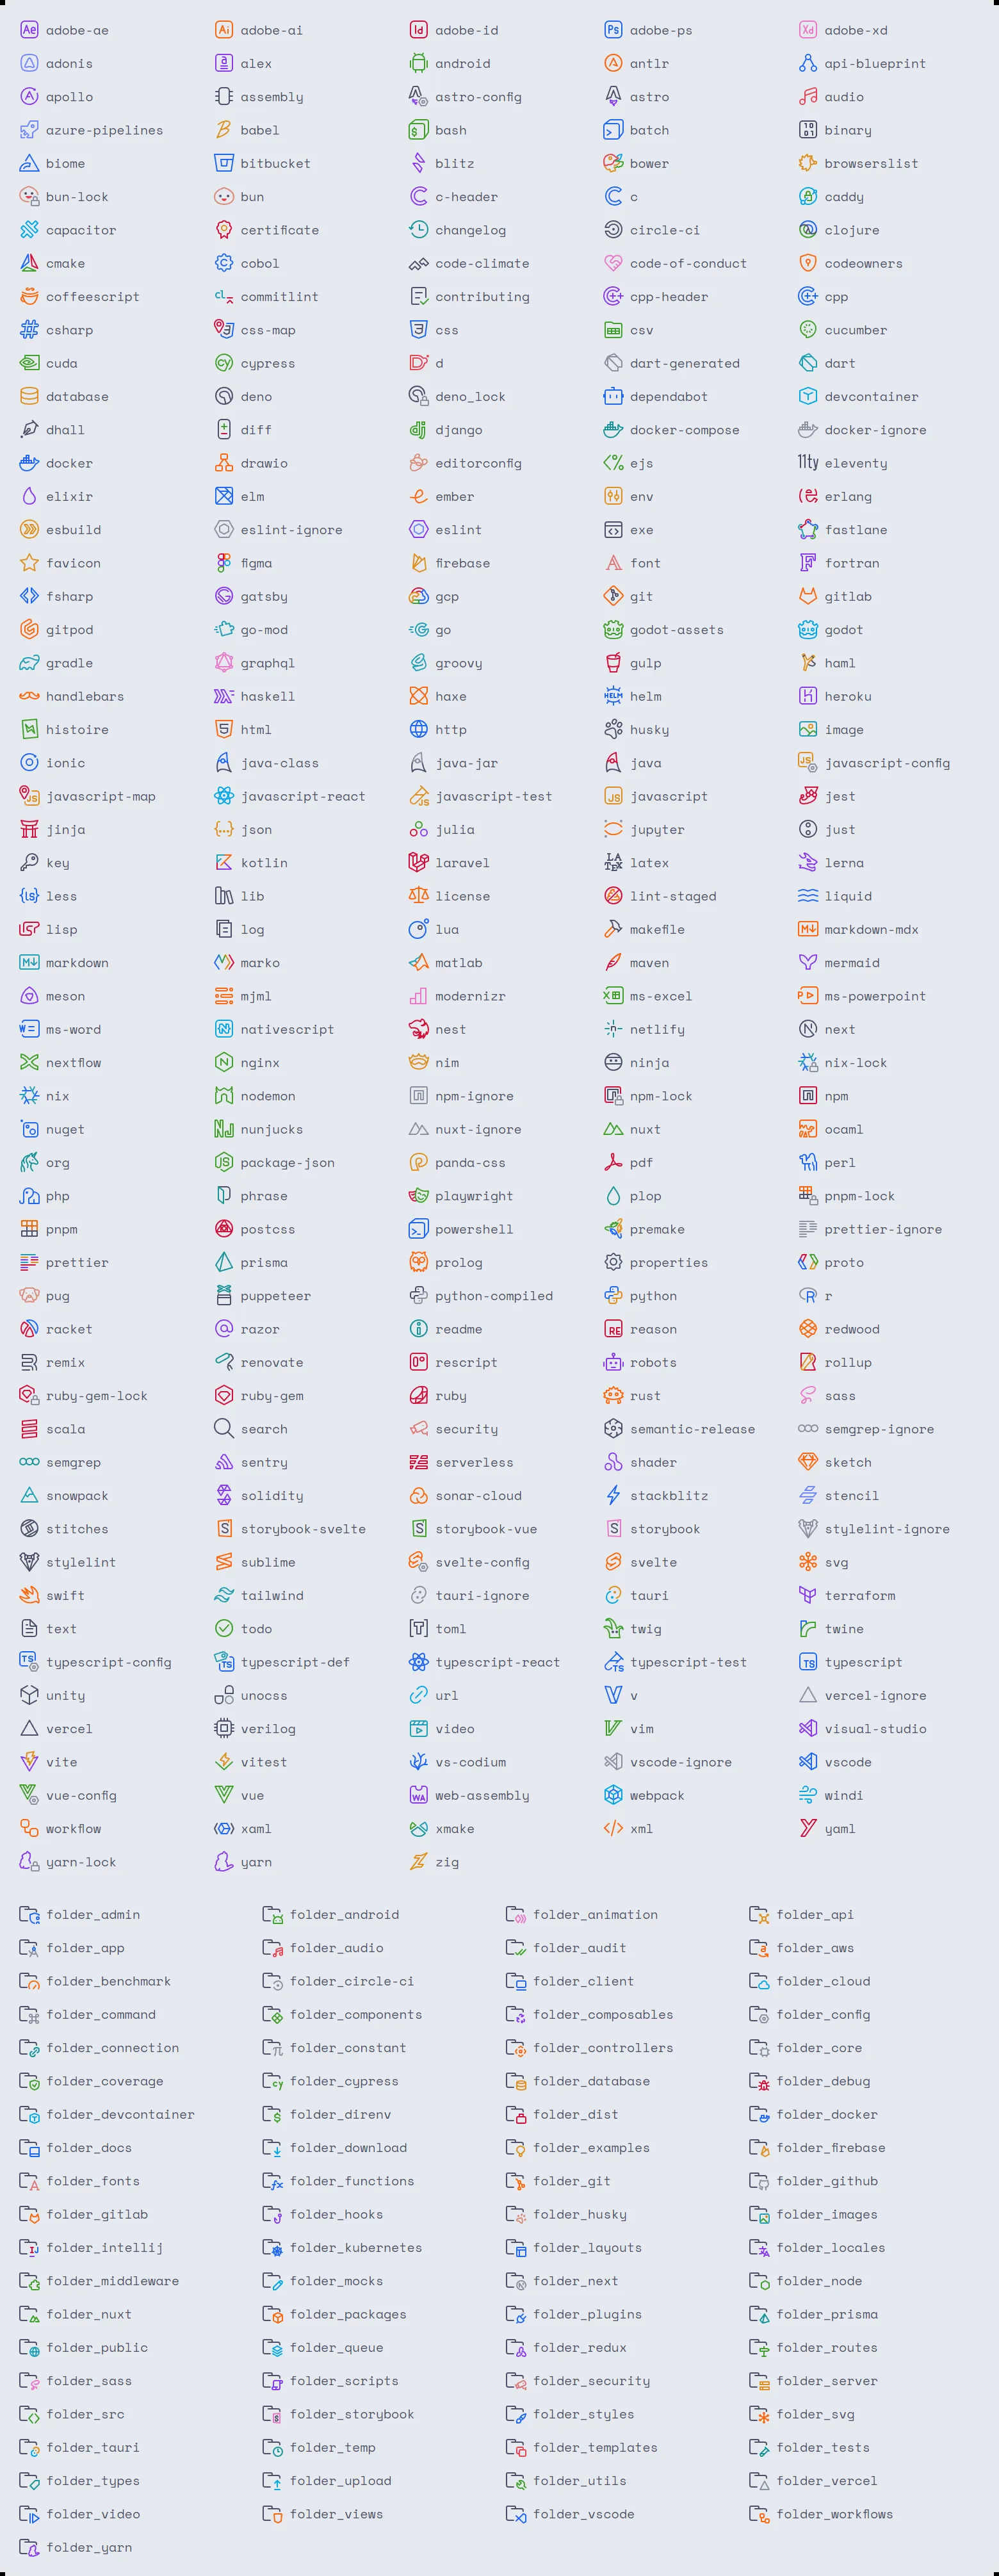 adobe-ae adobe-ai adobe-id adobe-ps adobe-xd
adonis alex android antlr api-blueprint
apollo assembly astro-config astro audio
azure-pipelines babel bash batch binary
biome bitbucket blitz bower browserslist
bun-lock bun c-header c caddy
capacitor certificate changelog circle-ci clojure
cmake cobol code-climate code-of-conduct codeowners
coffeescript commitlint contributing cpp-header cpp
csharp css-map css csv cucumber
cuda cypress d dart-generated dart
database deno deno_lock dependabot devcontainer
dhall diff django docker-compose docker-ignore
docker drawio editorconfig ejs eleventy
elixir elm ember env erlang
esbuild eslint-ignore eslint exe fastlane
favicon figma firebase font fortran
fsharp gatsby gcp git gitlab
gitpod go-mod go godot-assets godot
gradle graphql groovy gulp haml
handlebars haskell haxe helm heroku
histoire html http husky image
ionic java-class java-jar java javascript-config
javascript-map javascript-react javascript-test javascript jest
jinja json julia jupyter just
key kotlin laravel latex lerna
less lib license lint-staged liquid
lisp log lua makefile markdown-mdx
markdown marko matlab maven mermaid
meson mjml modernizr ms-excel ms-powerpoint
ms-word nativescript nest netlify next
nextflow nginx nim ninja nix-lock
nix nodemon npm-ignore npm-lock npm
nuget nunjucks nuxt-ignore nuxt ocaml
org package-json panda-css pdf perl
php phrase playwright plop pnpm-lock
pnpm postcss powershell premake prettier-ignore
prettier prisma prolog properties proto
pug puppeteer python-compiled python r
racket razor readme reason redwood
remix renovate rescript robots rollup
ruby-gem-lock ruby-gem ruby rust sass
scala search security semantic-release semgrep-ignore
semgrep sentry serverless shader sketch
snowpack solidity sonar-cloud stackblitz stencil
stitches storybook-svelte storybook-vue storybook stylelint-ignore
stylelint sublime svelte-config svelte svg
swift tailwind tauri-ignore tauri terraform
text todo toml twig twine
typescript-config typescript-def typescript-react typescript-test typescript
unity unocss url v vercel-ignore
vercel verilog video vim visual-studio
vite vitest vs-codium vscode-ignore vscode
vue-config vue web-assembly webpack windi
workflow xaml xmake xml yaml
yarn-lock yarn zig
folder_admin folder_android folder_animation folder_api
folder_app folder_audio folder_audit folder_aws
folder_benchmark folder_circle-ci folder_client folder_cloud
folder_command folder_components folder_composables folder_config
folder_connection folder_constant folder_controllers folder_core
folder_coverage folder_cypress folder_database folder_debug
folder_devcontainer folder_direnv folder_dist folder_docker
folder_docs folder_download folder_examples folder_firebase
folder_fonts folder_functions folder_git folder_github
folder_gitlab folder_hooks folder_husky folder_images
folder_intellij folder_kubernetes folder_layouts folder_locales
folder_middleware folder_mocks folder_next folder_node
folder_nuxt folder_packages folder_plugins folder_prisma
folder_public folder_queue folder_redux folder_routes
folder_sass folder_scripts folder_security folder_server
folder_src folder_storybook folder_styles folder_svg
folder_tauri folder_temp folder_templates folder_tests
folder_types folder_upload folder_utils folder_vercel
folder_video folder_views folder_vscode folder_workflows
folder_yarn